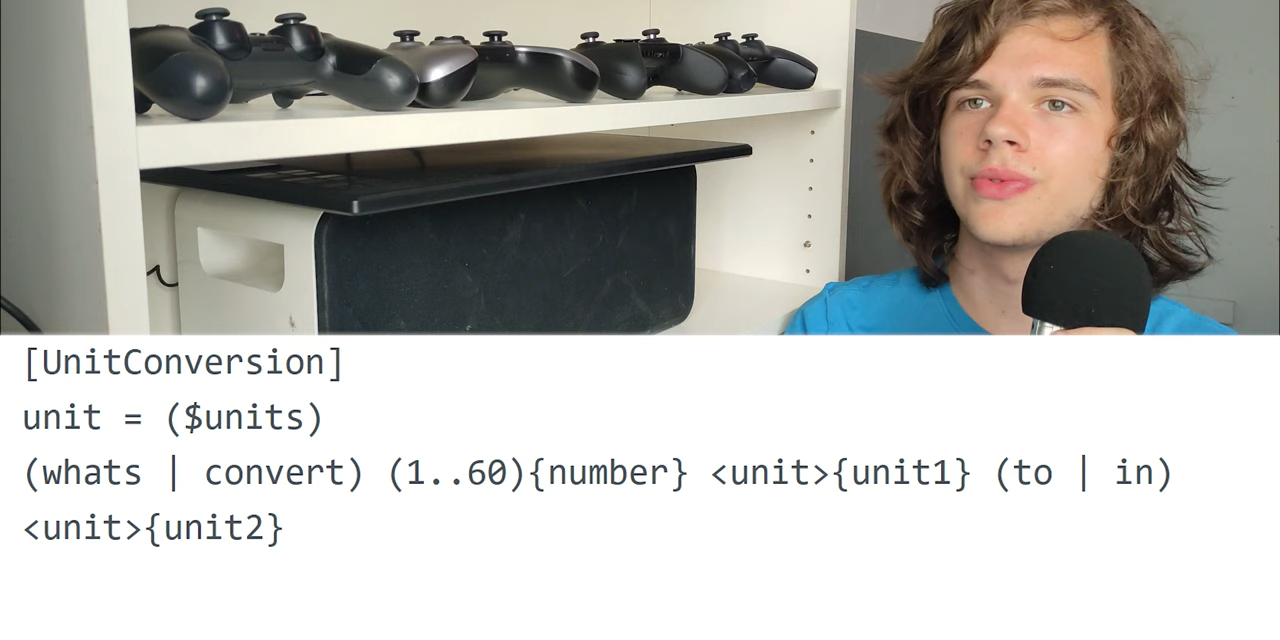 [UnitConversion]
unit = ($units)
(whats | convert) (1..60){number} <unit>{unit1} (to | in)
<unit>{unit2}